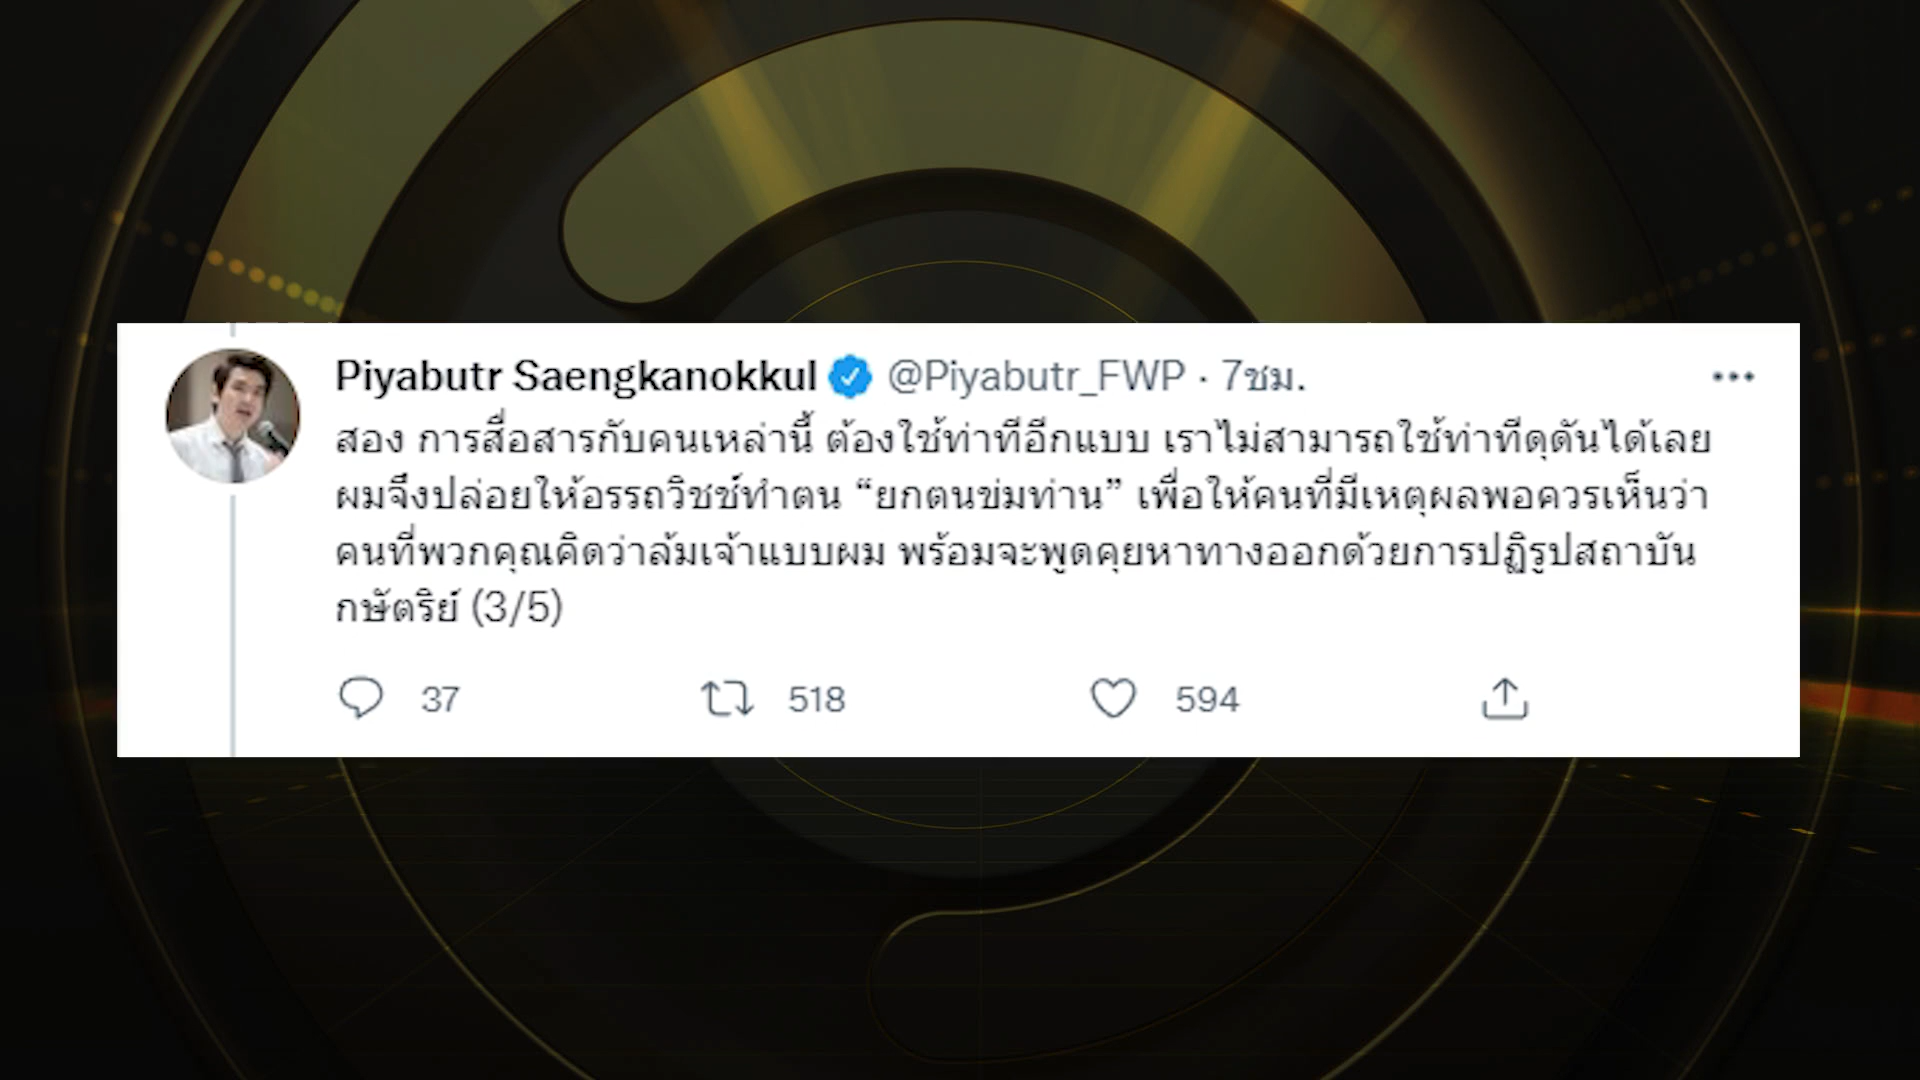 Piyabutr Saengkanokkul @Piyabutr_FWP · 7ชม.
สอง การสื่อสารกับคนเหล่านี้ ต้องใช้ท่าทีอีกแบบ เราไม่สามารถใช้ท่าทีดุดันได้เลย
ผมจึงปล่อยให้อรรถวิชช์ทำตน “ยกตนข่มท่าน” เพื่อให้คนที่มีเหตุผลพอควรเห็นว่า
คนที่พวกคุณคิดว่าล้มเจ้าแบบผม พร้อมจะพูดคุยหาทางออกด้วยการปฏิรูปสถาบัน
กษัตริย์ (3/5)
37 518 594